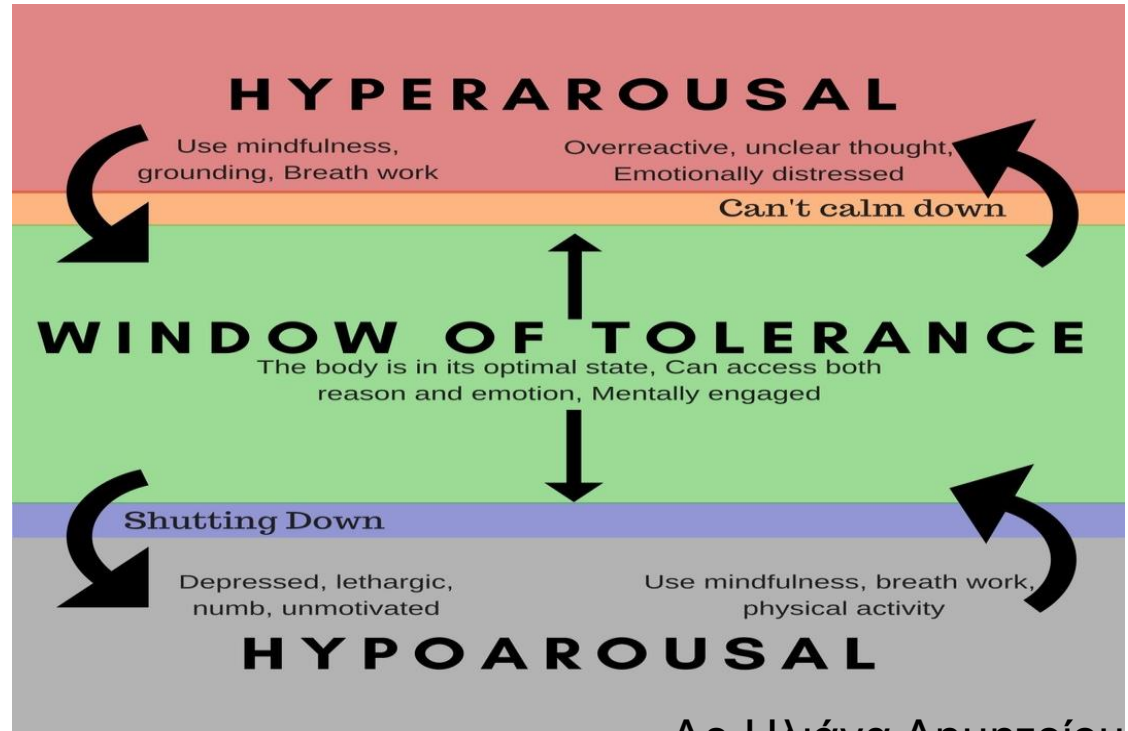 HYPERAROUSAL
Use mindfulness,
grounding, Breath work
Overreactive, unclear thought,
Emotionally distressed
Can't calm down
WINDOW OF TOLERANCE
The body is in its optimal state, Can access both
reason and emotion, Mentally engaged
Shutting Down
Depressed, lethargic,
numb, unmotivated
Use mindfulness, breath work,
physical activity
HYPOAROUSAL